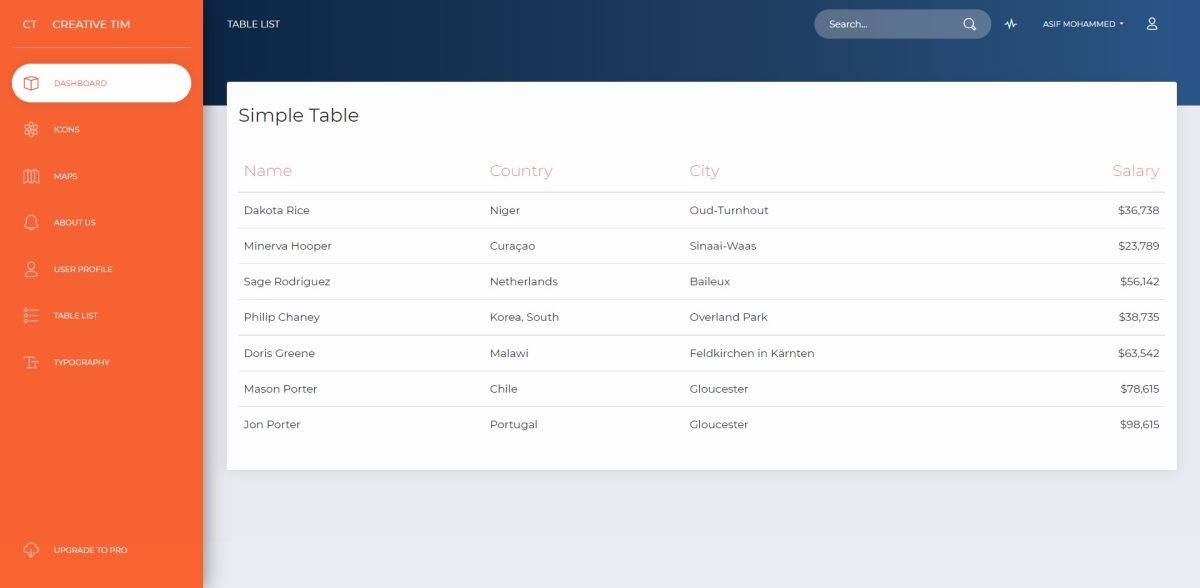 CT CREATIVE TIM
DASHBOARD
ICONS
MAPS
ABOUT US
USER PROFILE
TABLE LIST
TYPOGRAPHY
UPGRADE TO PRO
TABLE LIST Search... ASIF MOHAMMED
Simple Table
Name Country City Salary
Dakota Rice Niger Oud-Turnhout $36,738
Minerva Hooper Curaçao Sinaai-Waas $23,789
Sage Rodriguez Netherlands Baileux $56,142
Philip Chaney Korea, South Overland Park $38,735
Doris Greene Malawi Feldkirchen in Kärnten $63,542
Mason Porter Chile Gloucester $78,615
Jon Porter Portugal Gloucester $98,615